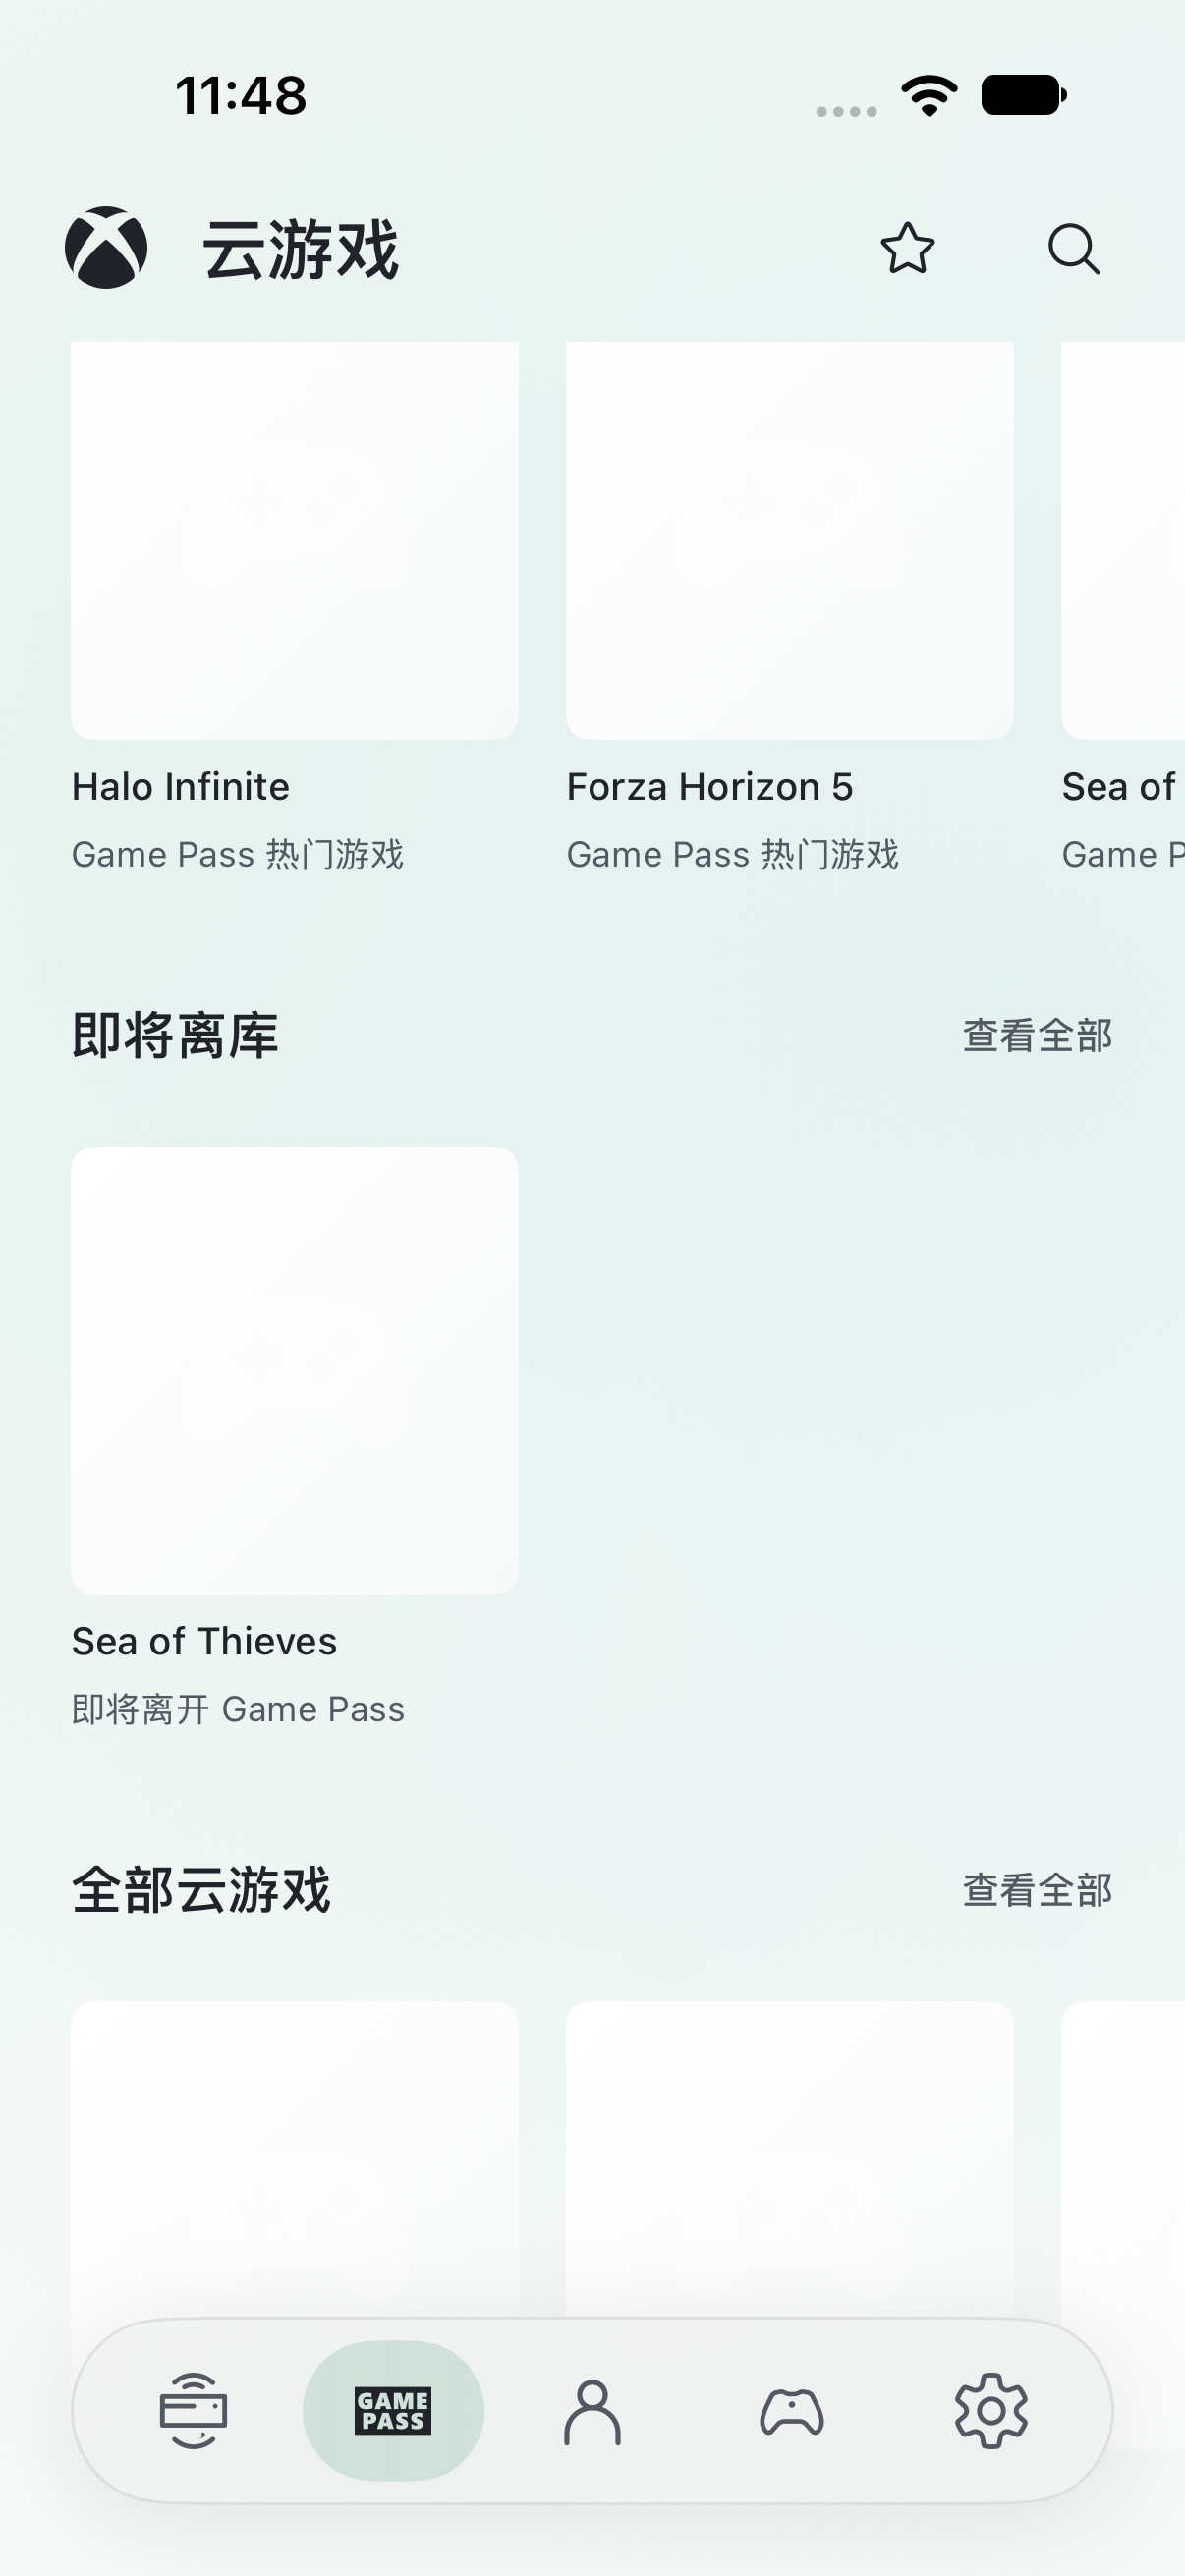 11:48
云游戏
Halo Infinite
Forza Horizon 5
Sea of
Game Pass 热门游戏
Game Pass 热门游戏
Game P
即将离库
查看全部
Sea of Thieves
即将离开 Game Pass
全部云游戏
查看全部
GAME
PASS